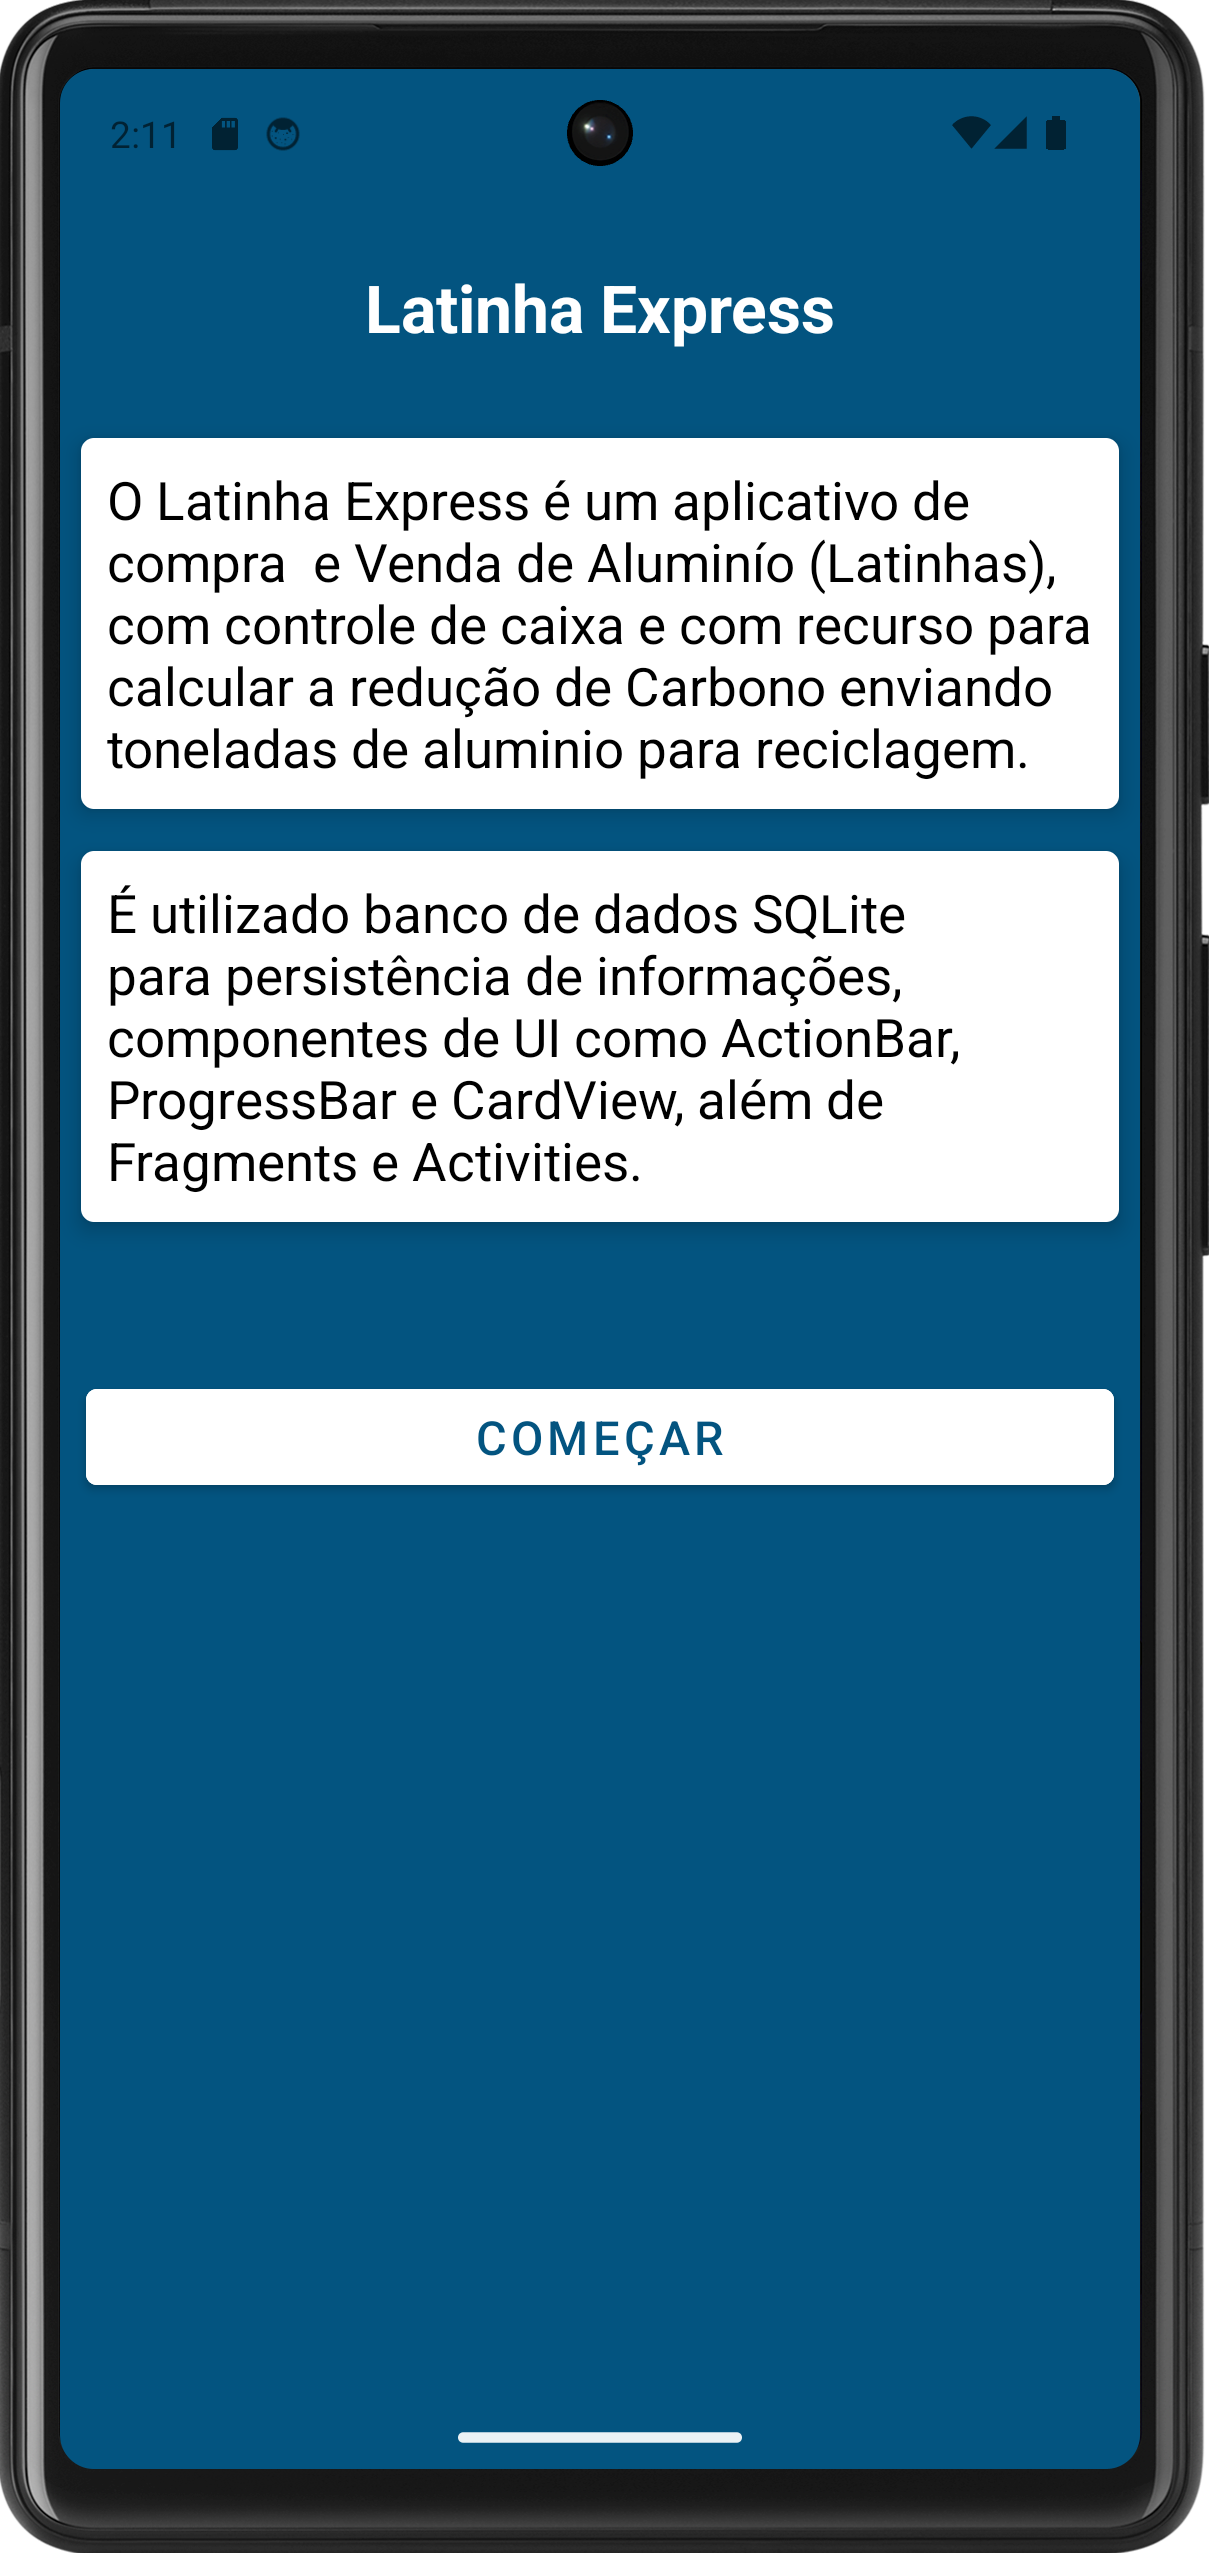 2:11
Latinha Express
O Latinha Express é um aplicativo de
compra  e Venda de Aluminío (Latinhas),
com controle de caixa e com recurso para
calcular a redução de Carbono enviando
toneladas de aluminio para reciclagem.
É utilizado banco de dados SQLite
para persistência de informações,
componentes de UI como ActionBar,
ProgressBar e CardView, além de
Fragments e Activities.
COMEÇAR